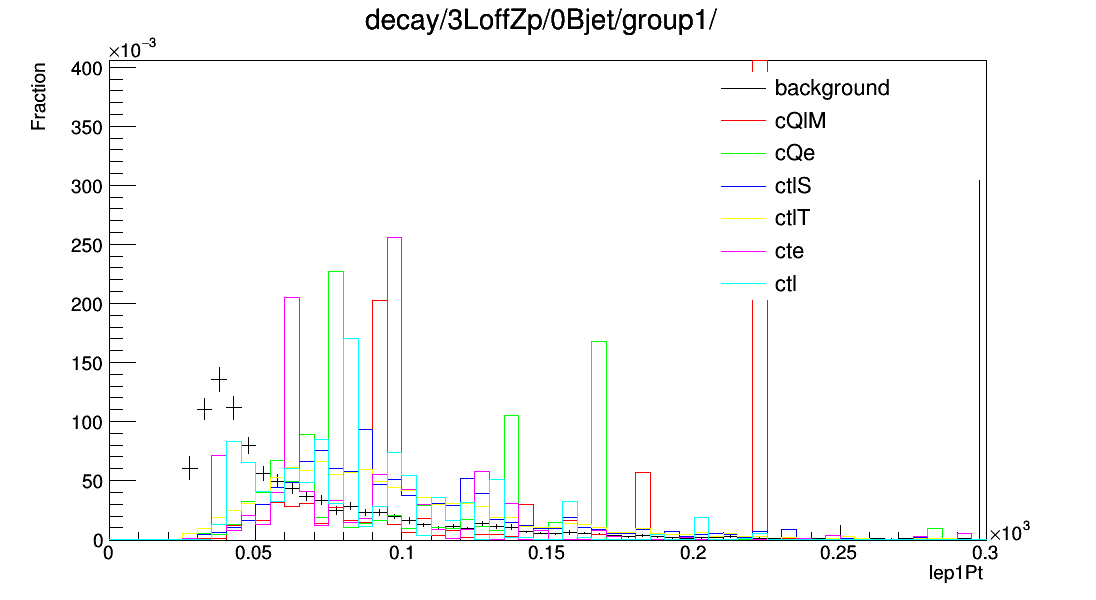 decay/3LoffZp/0Bjet/group1/
×10⁻³
Fraction
400
350
300
250
200
150
100
50
0
background
cQlM
cQe
ctlS
ctlT
cte
ctl
0 0.05 0.1 0.15 0.2 0.25 0.3
×10³
lep1Pt